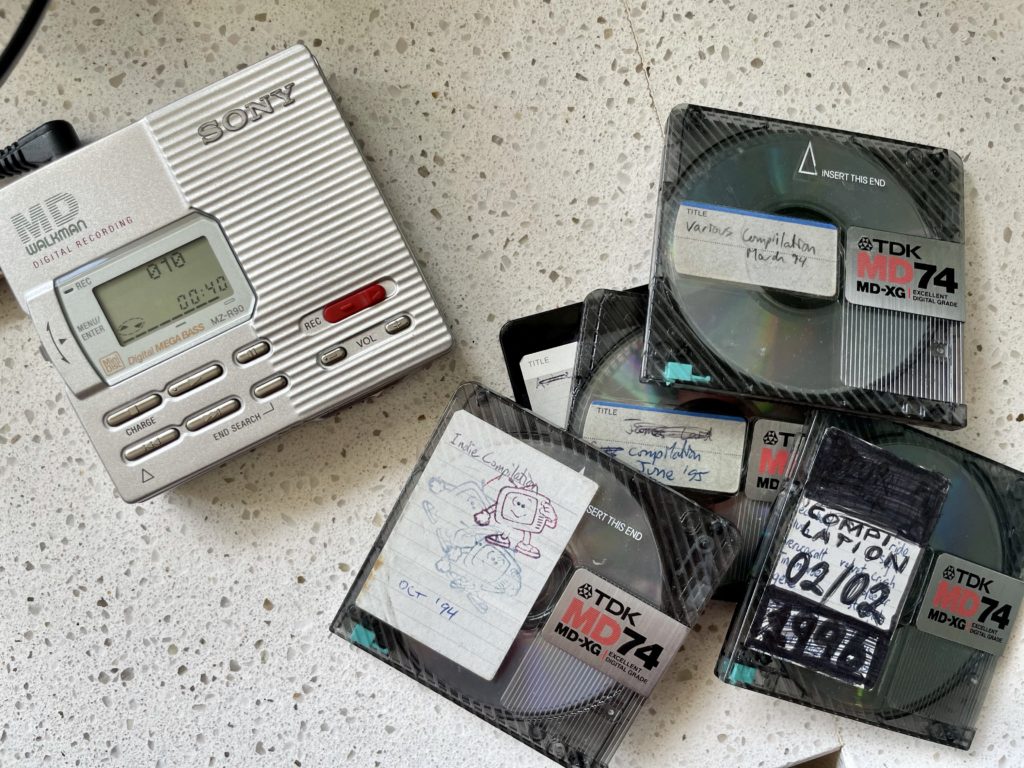 SONY
MD
WALKMAN
DIGITAL RECORDING
REC
070
00:40
MENU/
ENTER
MZ-R90
Digital MEGA BASS
REC
VOL
CHARGE
END SEARCH
INSERT THIS END
TITLE
Various Compilation
March 94
TDK
MD74
MD-XG
EXCELLENT
DIGITAL GRADE
TITLE
TITLE
compilation
June '95
Indie Compilation
OCT '94
INSERT THIS END
TDK
MD74
MD-XG
EXCELLENT
DIGITAL GRADE
COMPI
LATION
02/02
1996
TDK
MD74
MD-XG
EXCELLENT
DIGITAL GRADE